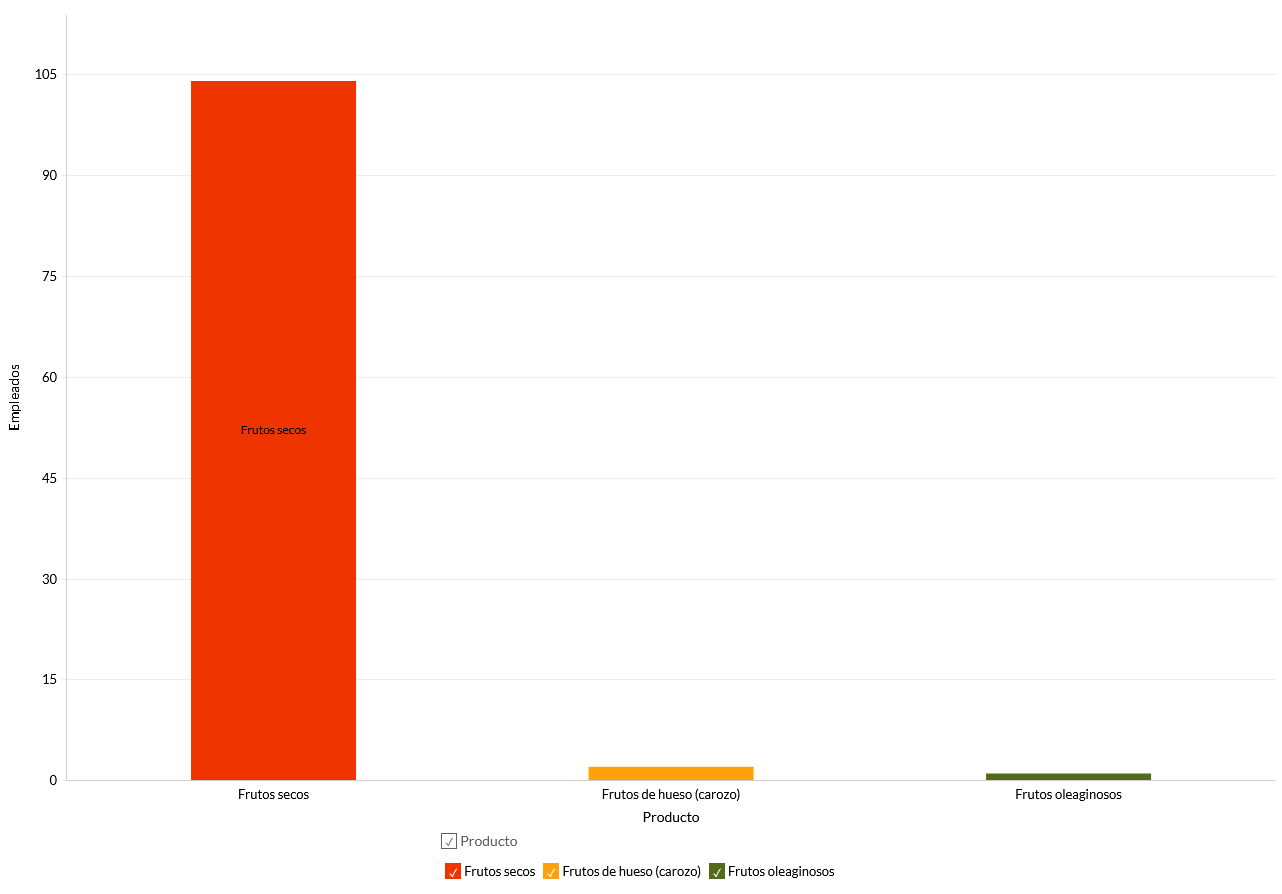 105
90
75
60
45
30
15
0
Empleados
Frutos secos
Frutos secos
Frutos de hueso (carozo)
Frutos oleaginosos
Producto
Producto
Frutos secos
Frutos de hueso (carozo)
Frutos oleaginosos